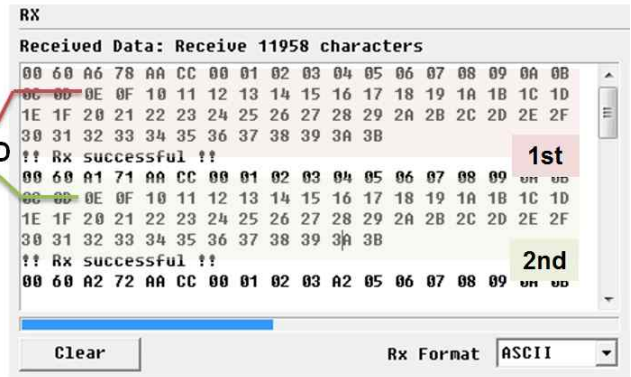 RX
Received Data: Receive 11958 characters
00 60 A6 78 AA CC 00 01 02 03 04 05 06 07 08 09 0A 0B
0C 0D 0E 0F 10 11 12 13 14 15 16 17 18 19 1A 1B 1C 1D
1E 1F 20 21 22 23 24 25 26 27 28 29 2A 2B 2C 2D 2E 2F
30 31 32 33 34 35 36 37 38 39 3A 3B
!! Rx successful !!
1st
00 60 A1 71 AA CC 00 01 02 03 04 05 06 07 08 09 0A 0B
0C 0D 0E 0F 10 11 12 13 14 15 16 17 18 19 1A 1B 1C 1D
1E 1F 20 21 22 23 24 25 26 27 28 29 2A 2B 2C 2D 2E 2F
30 31 32 33 34 35 36 37 38 39 3A 3B
!! Rx successful !!
2nd
00 60 A2 72 AA CC 00 01 02 03 A2 05 06 07 08 09 0A 0B
Clear
Rx Format ASCII